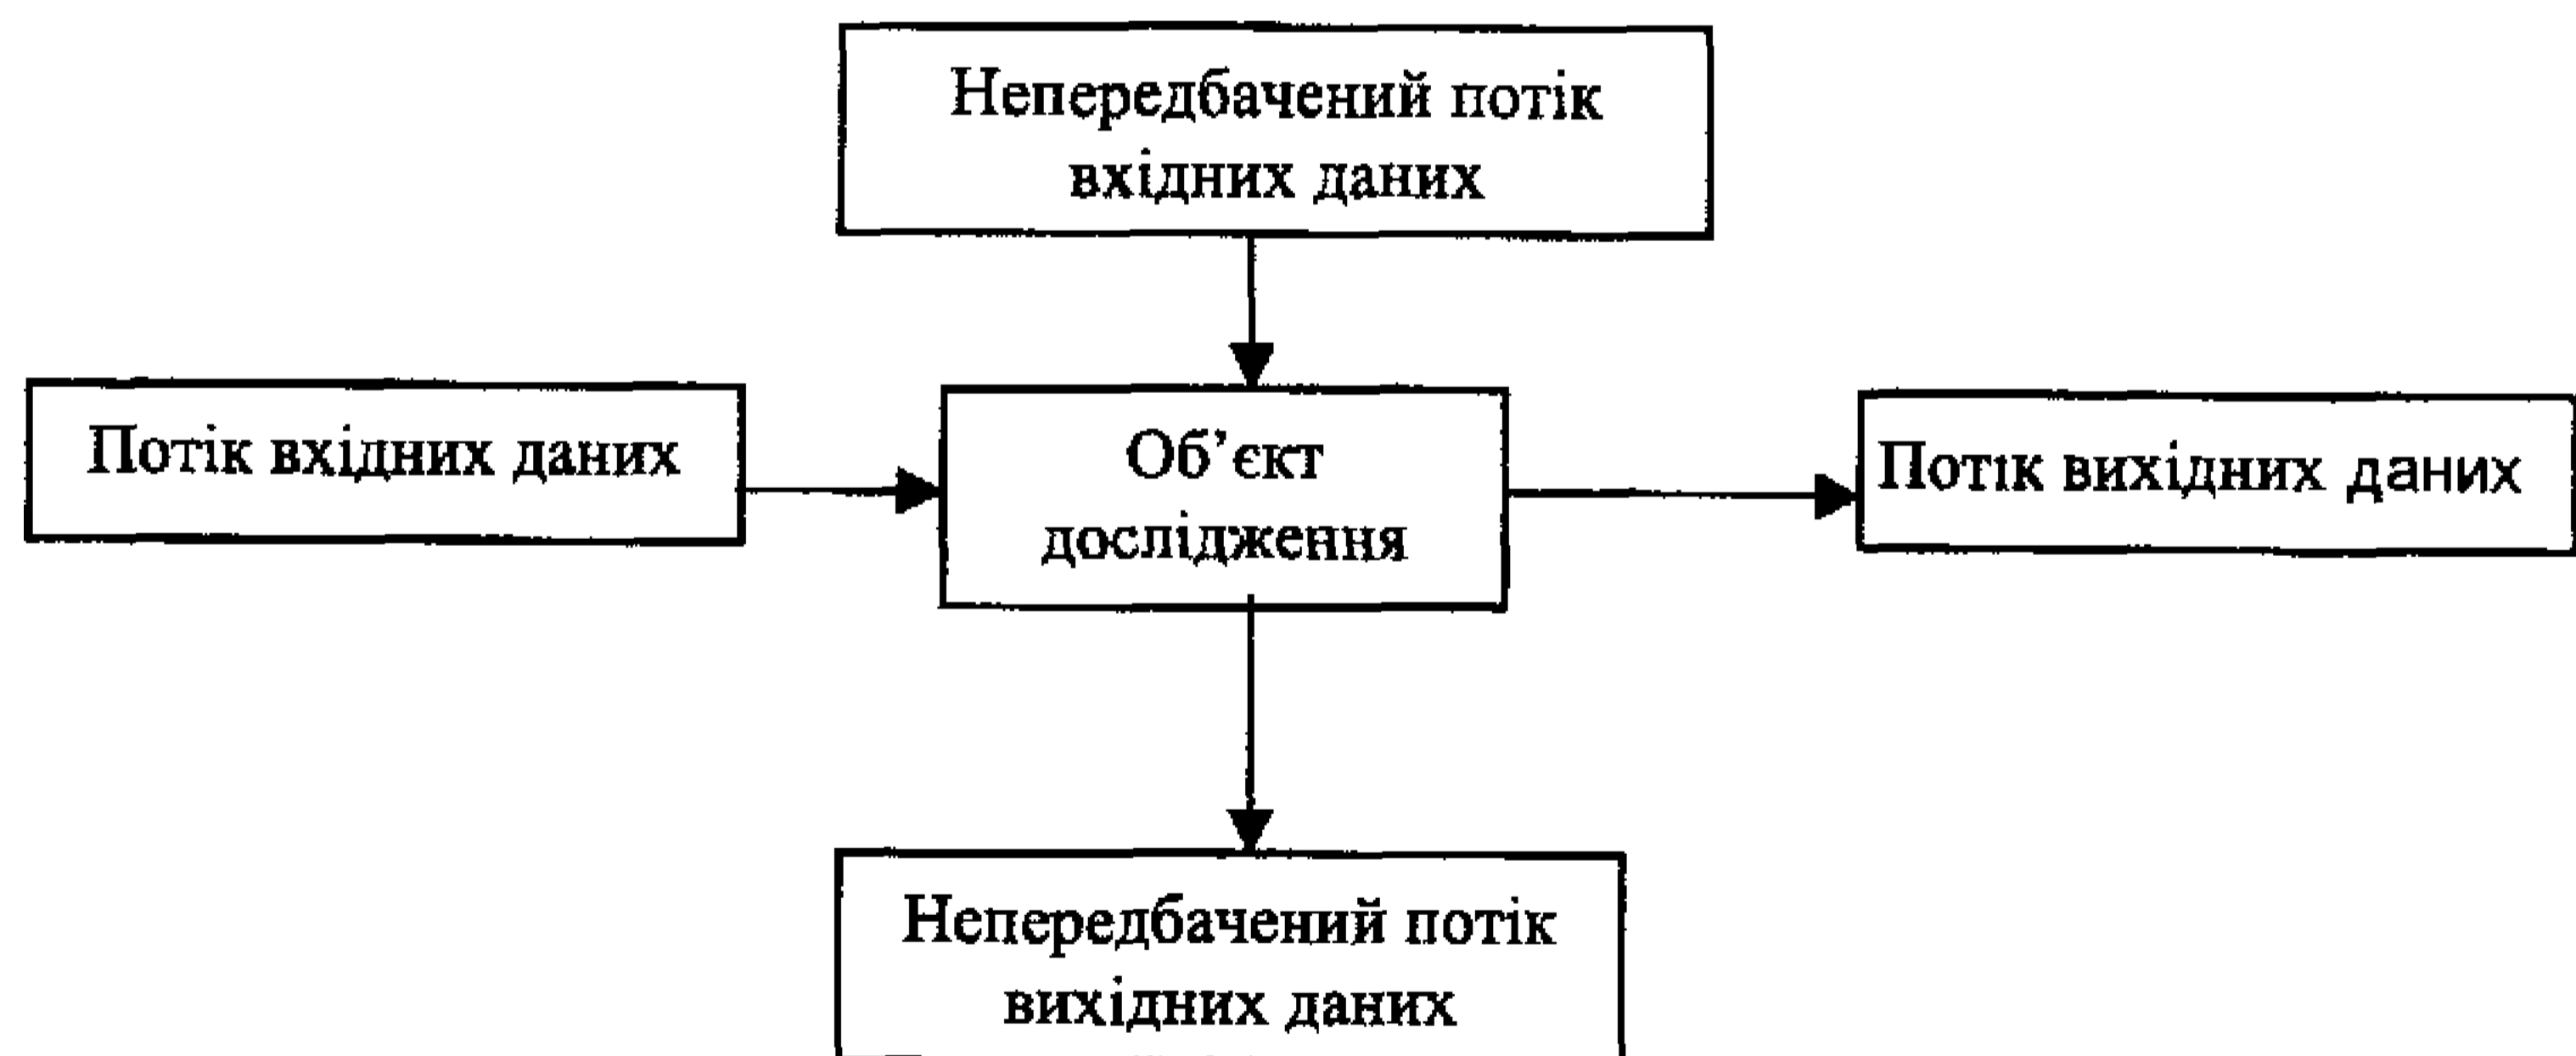 Непередбачений потік
вхідних даних
Потік вхідних даних
Об’єкт
дослідження
Потік вихідних даних
Непередбачений потік
вихідних даних